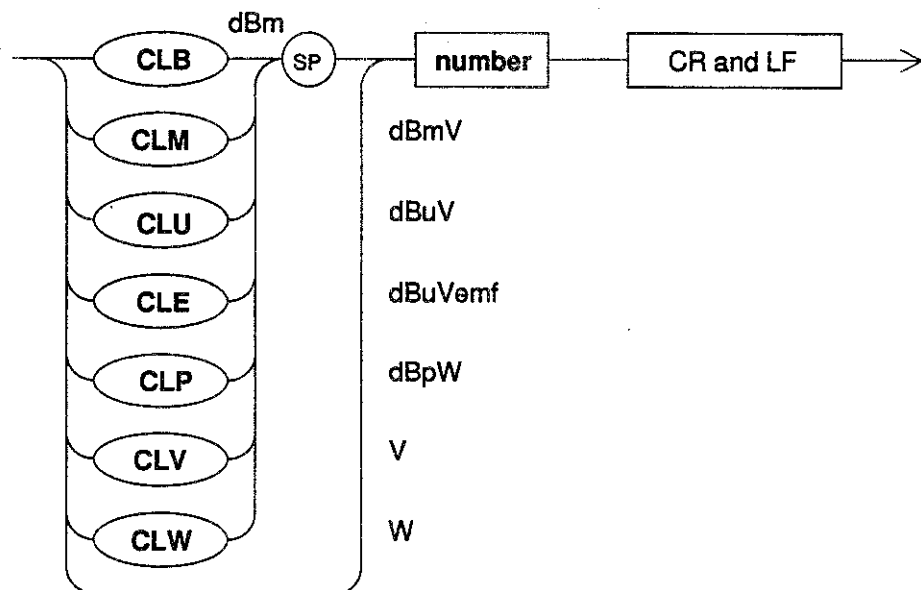 dBm
CLB SP number CR and LF
CLM dBmV
CLU dBuV
CLE dBuVemf
CLP dBpW
CLV V
CLW W